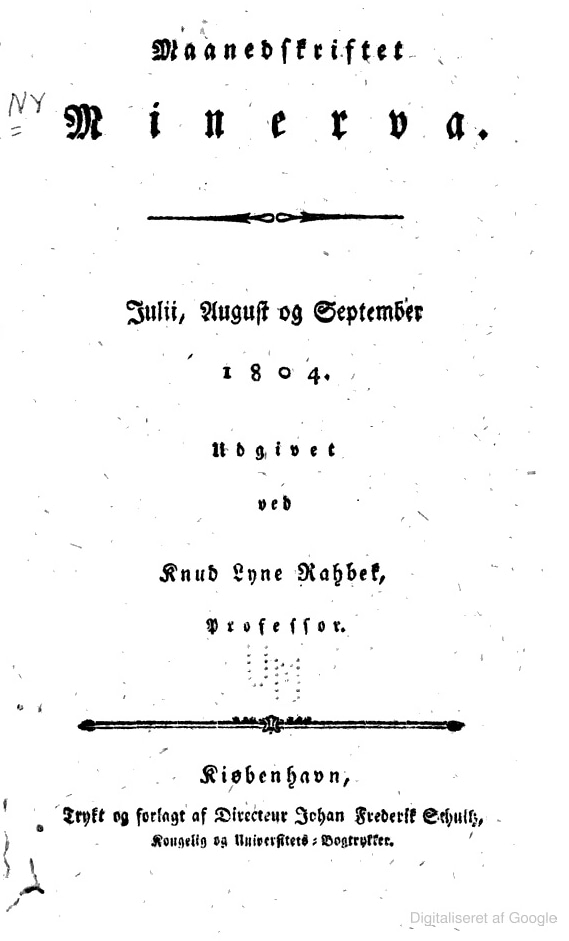 Maanedskriftet
NY
Minerva.
Julii, August og September
1804.
Udgivet
ved
Knud Lyne Rahbek,
Professor.
Kiøbenhavn,
Trykt og forlagt af Directeur Johan Frederik Schultz,
Kongelig og Universitets-Bogtrykker.
Digitaliseret af Google